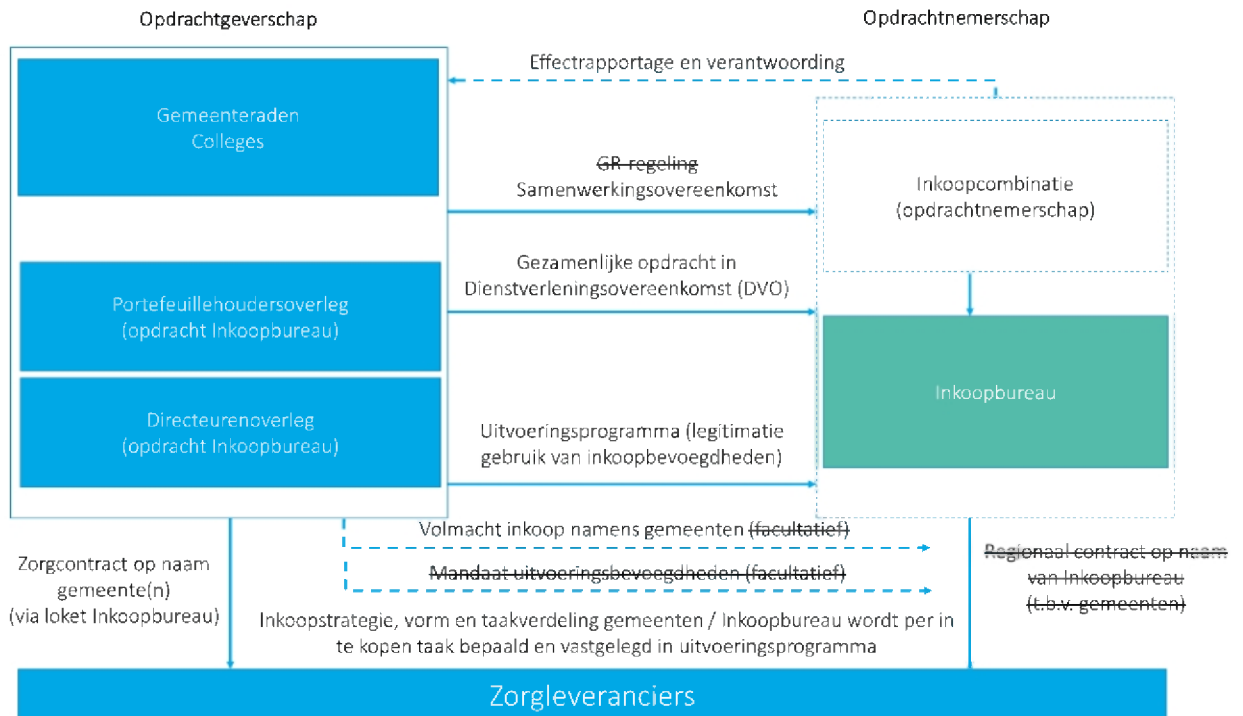 Opdrachtgeverschap
Opdrachtnemerschap
Effectrapportage en verantwoording
Gemeenteraden
Colleges
GR-regeling
Samenwerkingsovereenkomst
Inkoopcombinatie
(opdrachtnemerschap)
Gezamenlijke opdracht in
Dienstverleningsovereenkomst (DVO)
Portefeuillehoudersoverleg
(opdracht Inkoopbureau)
Inkoopbureau
Directeurenoverleg
(opdracht Inkoopbureau)
Uitvoeringsprogramma (legitimatie
gebruik van inkoopbevoegdheden)
Volmacht inkoop namens gemeenten (facultatief)
Mandaat uitvoeringsbevoegdheden (facultatief)
Zorgcontract op naam
gemeente(n)
(via loket Inkoopbureau)
Regionaal contract op naam
van Inkoopbureau
(t.b.v. gemeenten)
Inkoopstrategie, vorm en taakverdeling gemeenten / Inkoopbureau wordt per in
te kopen taak bepaald en vastgelegd in uitvoeringsprogramma
Zorgleveranciers